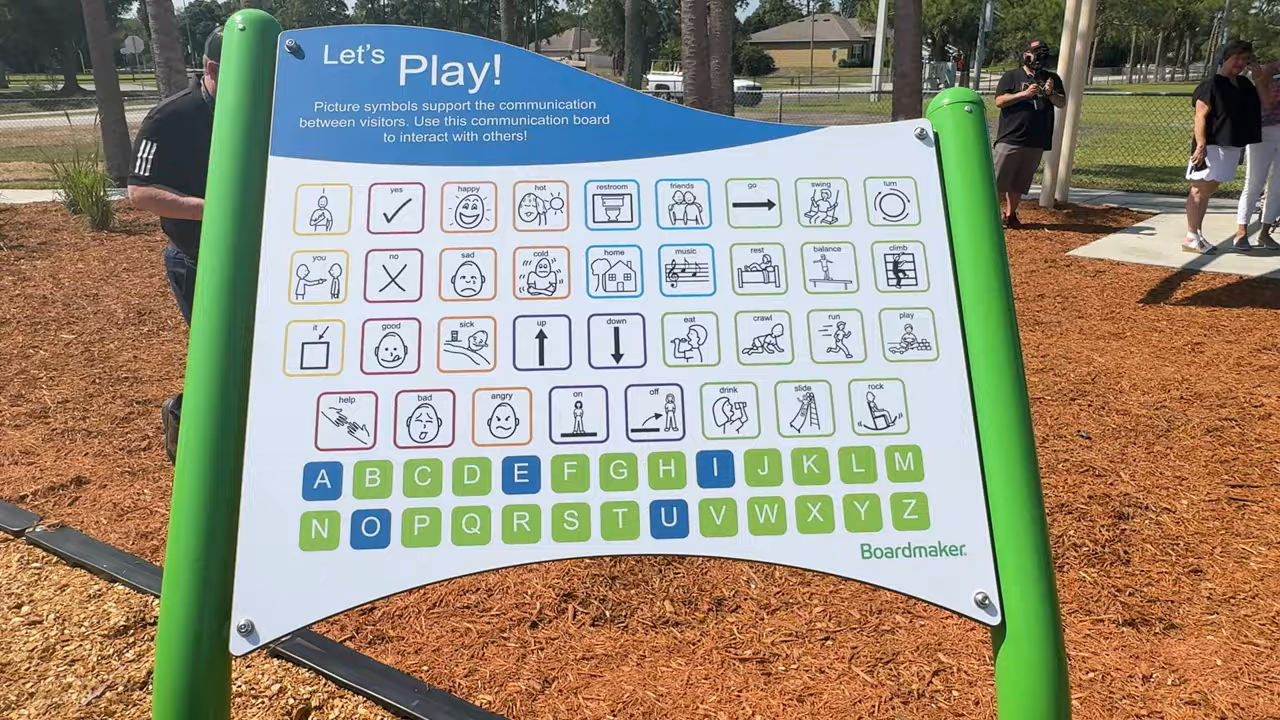 Let's Play!
Picture symbols support the communication
between visitors. Use this communication board
to interact with others!
I yes happy hot restroom friends go swing turn
you no sad cold home music rest balance climb
it good sick up down eat crawl run play
help bad angry on off drink slide rock
A B C D E F G H I J K L M
N O P Q R S T U V W X Y Z
Boardmaker